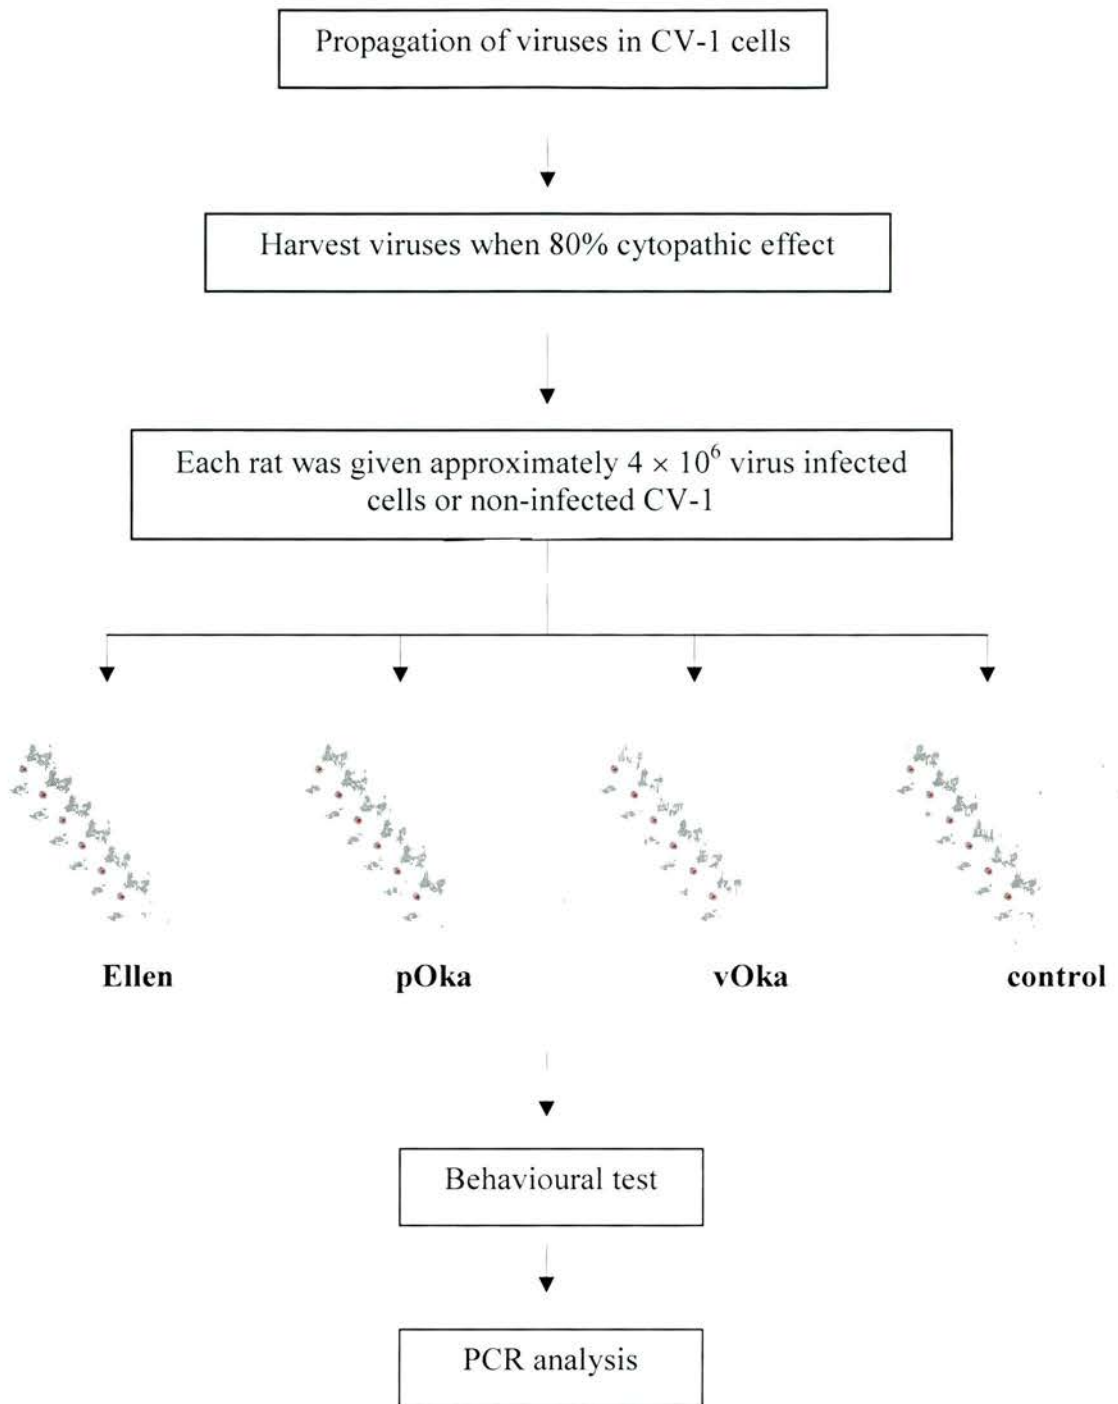 Propagation of viruses in CV-1 cells
Harvest viruses when 80% cytopathic effect
Each rat was given approximately 4 × 10⁶ virus infected
cells or non-infected CV-1
Ellen pOka vOka control
Behavioural test
PCR analysis